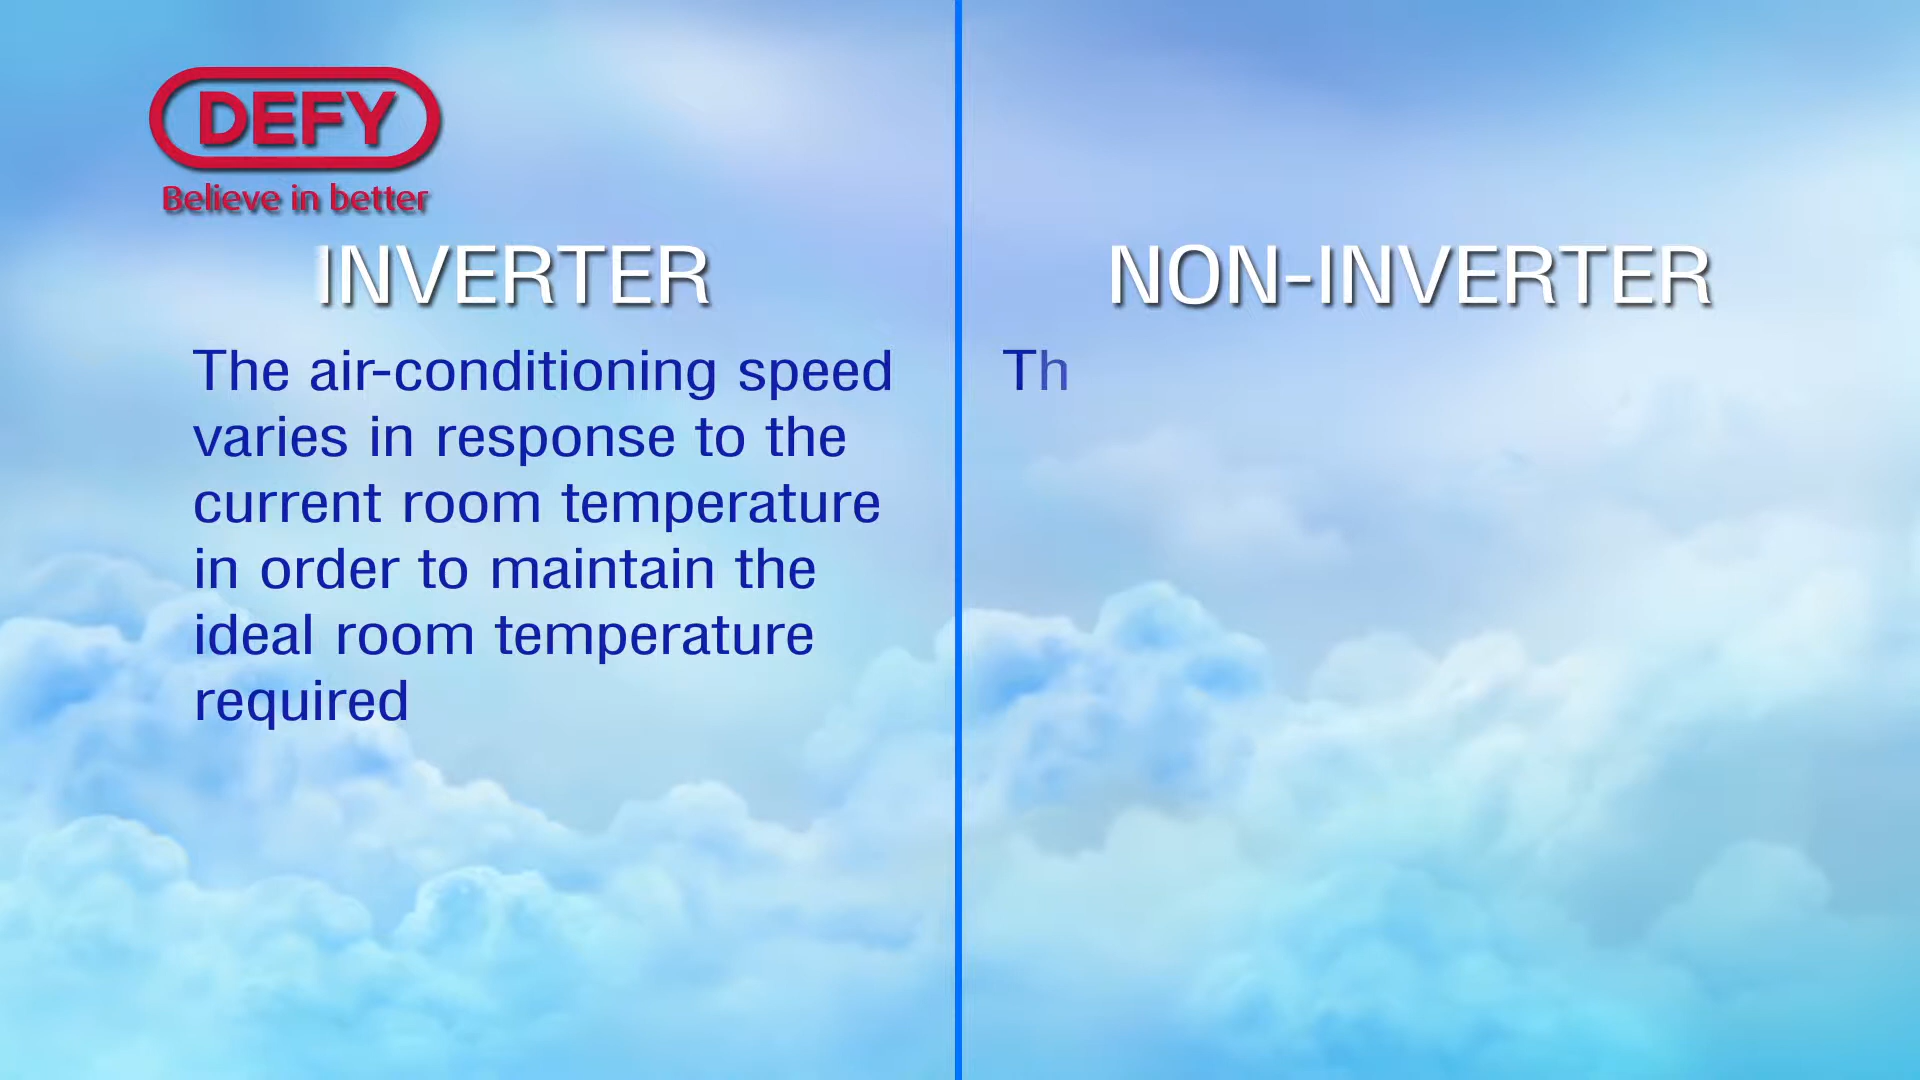 DEFY
Believe in better
INVERTER
The air-conditioning speed
varies in response to the
current room temperature
in order to maintain the
ideal room temperature
required
NON-INVERTER
Th